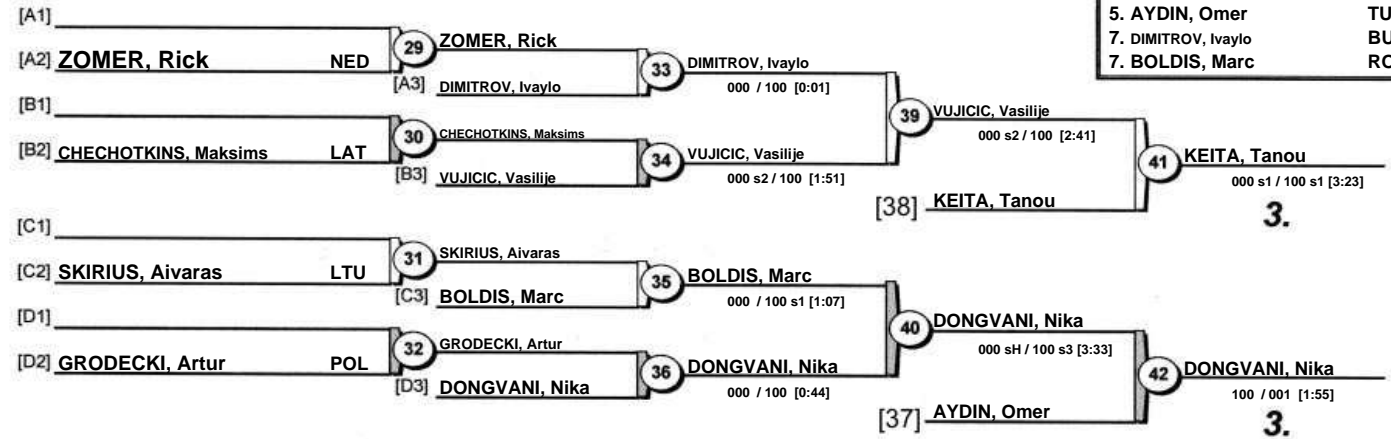 5. AYDIN, Omer TU
7. DIMITROV, Ivaylo BU
7. BOLDIS, Marc RO
[A1]
[A2] ZOMER, Rick NED
29
ZOMER, Rick
[A3] DIMITROV, Ivaylo
33
DIMITROV, Ivaylo
000 / 100 [0:01]
[B1]
[B2] CHECHOTKINS, Maksims LAT
30
CHECHOTKINS, Maksims
[B3] VUJICIC, Vasilije
34
VUJICIC, Vasilije
000 s2 / 100 [1:51]
39
VUJICIC, Vasilije
000 s2 / 100 [2:41]
[38] KEITA, Tanou
41
KEITA, Tanou
000 s1 / 100 s1 [3:23]
3.
[C1]
[C2] SKIRIUS, Aivaras LTU
31
SKIRIUS, Aivaras
[C3] BOLDIS, Marc
35
BOLDIS, Marc
000 / 100 s1 [1:07]
[D1]
[D2] GRODECKI, Artur POL
32
GRODECKI, Artur
[D3] DONGVANI, Nika
36
DONGVANI, Nika
000 / 100 [0:44]
40
DONGVANI, Nika
000 sH / 100 s3 [3:33]
[37] AYDIN, Omer
42
DONGVANI, Nika
100 / 001 [1:55]
3.